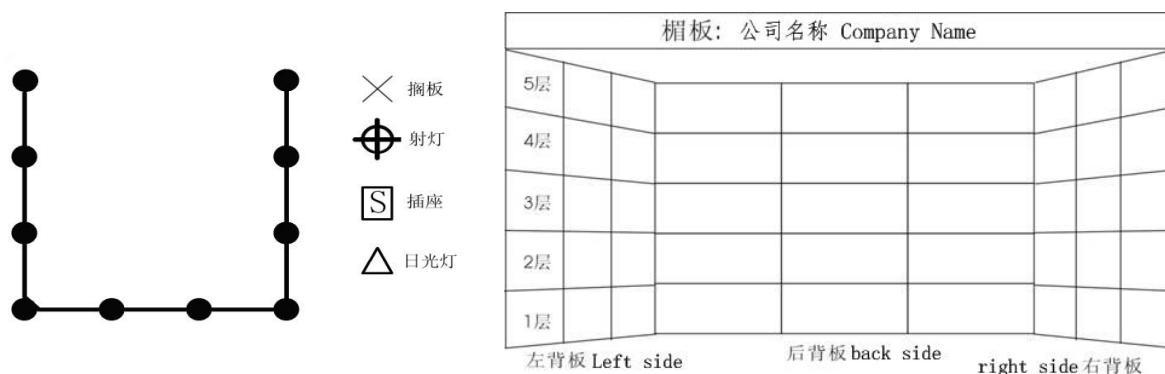 搁板
射灯
S 插座
日光灯
楣板: 公司名称 Company Name
5层
4层
3层
2层
1层
左背板 Left side
后背板 back side
right side 右背板